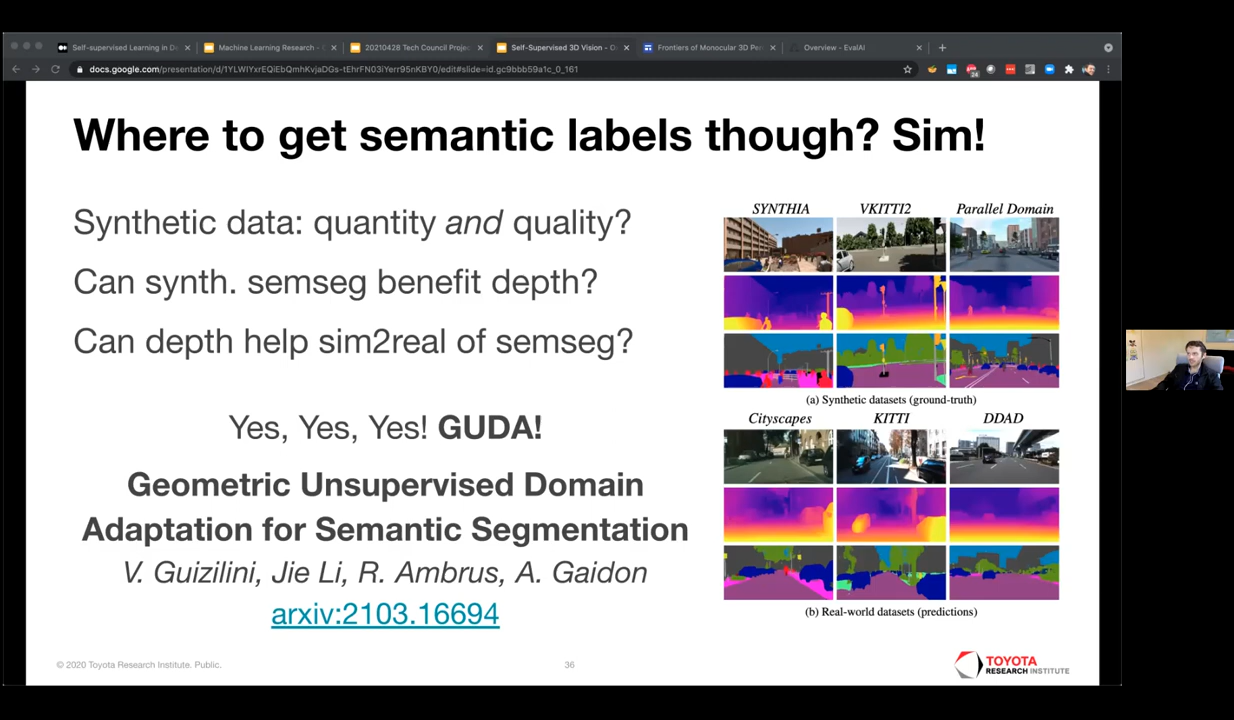 Self-supervised Learning in De
Machine Learning Research -
20210428 Tech Council Projec
Self-Supervised 3D Vision - O
Frontiers of Monocular 3D Per
Overview - EvalAI
docs.google.com/presentation/d/1YLWIYxrEQiEbQmhKvjaDGs-tEhrFN03iYerr95nKBY0/edit#slide=id.gc9bbb59a1c_0_161
Where to get semantic labels though? Sim!
Synthetic data: quantity and quality?
Can synth. semseg benefit depth?
Can depth help sim2real of semseg?
Yes, Yes, Yes! GUDA!
Geometric Unsupervised Domain
Adaptation for Semantic Segmentation
V. Guizilini, Jie Li, R. Ambrus, A. Gaidon
arxiv:2103.16694
SYNTHIA VKITTI2 Parallel Domain
(a) Synthetic datasets (ground-truth)
Cityscapes KITTI DDAD
(b) Real-world datasets (predictions)
© 2020 Toyota Research Institute. Public.
36
TOYOTA
RESEARCH INSTITUTE